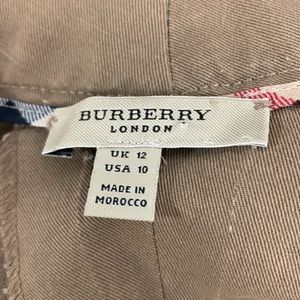 BURBERRY
LONDON
UK 12
USA 10
MADE IN
MOROCCO